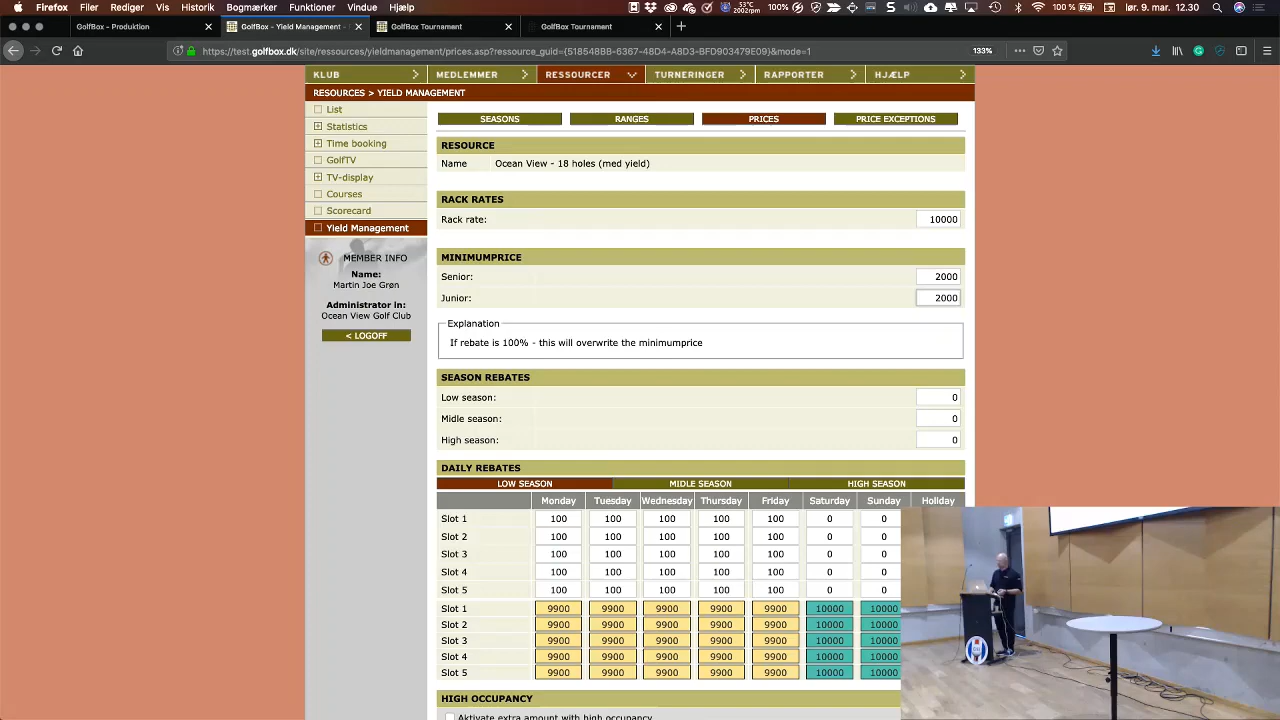 Firefox Arkiv Filer Rediger Vis Historik Bogmærker Funktioner Vindue Hjælp 53% 100% lør. 9. mar. 12.30
GolfBox - Produktion GolfBox - Yield Management - GolfBox Tournament GolfBox Tournament
https://test.golfbox.dk/site/ressources/yieldmanagement/prices.asp?ressource_guid={518548BB-6367-48D4-A8D3-BFD903479E09}&mode=1 133%
KLUB MEDLEMMER RESSOURCER TURNERINGER RAPPORTER HJÆLP
RESOURCES > YIELD MANAGEMENT
List
Statistics
Time booking
GolfTV
TV-display
Courses
Scorecard
Yield Management
MEMBER INFO
Name:
Martin Joe Grøn
Administrator in:
Ocean View Golf Club
< LOGOFF
SEASONS RANGES PRICES PRICE EXCEPTIONS
RESOURCE
Name Ocean View - 18 holes (med yield)
RACK RATES
Rack rate: 10000
MINIMUMPRICE
Senior: 2000
Junior: 2000
Explanation
If rebate is 100% - this will overwrite the minimumprice
SEASON REBATES
Low season: 0
Midle season: 0
High season: 0
DAILY REBATES
LOW SEASON MIDLE SEASON HIGH SEASON
Monday Tuesday Wednesday Thursday Friday Saturday Sunday Holiday
Slot 1 100 100 100 100 100 0 0
Slot 2 100 100 100 100 100 0 0
Slot 3 100 100 100 100 100 0 0
Slot 4 100 100 100 100 100 0 0
Slot 5 100 100 100 100 100 0 0
Slot 1 9900 9900 9900 9900 9900 10000 10000
Slot 2 9900 9900 9900 9900 9900 10000 10000
Slot 3 9900 9900 9900 9900 9900 10000 10000
Slot 4 9900 9900 9900 9900 9900 10000 10000
Slot 5 9900 9900 9900 9900 9900 10000 10000
HIGH OCCUPANCY
Aktivate extra amount with high occupancy